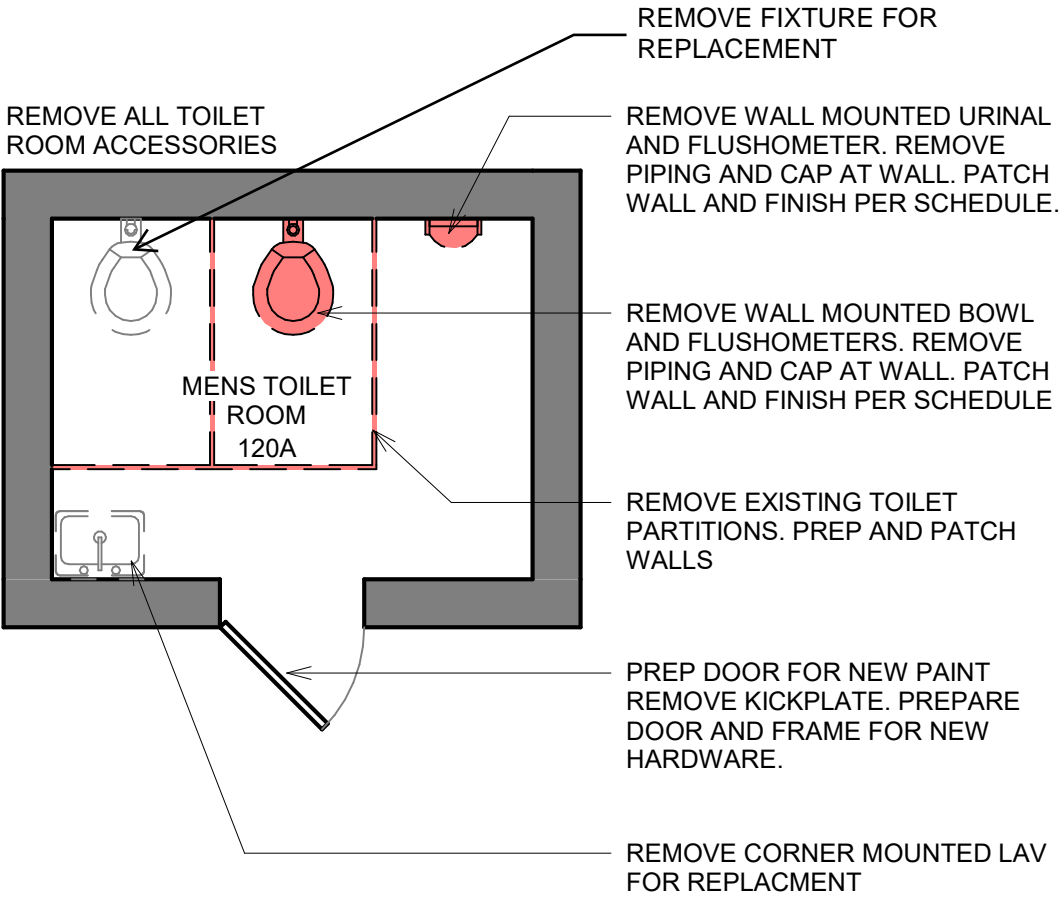 REMOVE FIXTURE FOR
REPLACEMENT
REMOVE ALL TOILET
ROOM ACCESSORIES
REMOVE WALL MOUNTED URINAL
AND FLUSHOMETER. REMOVE
PIPING AND CAP AT WALL. PATCH
WALL AND FINISH PER SCHEDULE.
REMOVE WALL MOUNTED BOWL
AND FLUSHOMETERS. REMOVE
PIPING AND CAP AT WALL. PATCH
WALL AND FINISH PER SCHEDULE
MENS TOILET
ROOM
120A
REMOVE EXISTING TOILET
PARTITIONS. PREP AND PATCH
WALLS
PREP DOOR FOR NEW PAINT
REMOVE KICKPLATE. PREPARE
DOOR AND FRAME FOR NEW
HARDWARE.
REMOVE CORNER MOUNTED LAV
FOR REPLACMENT